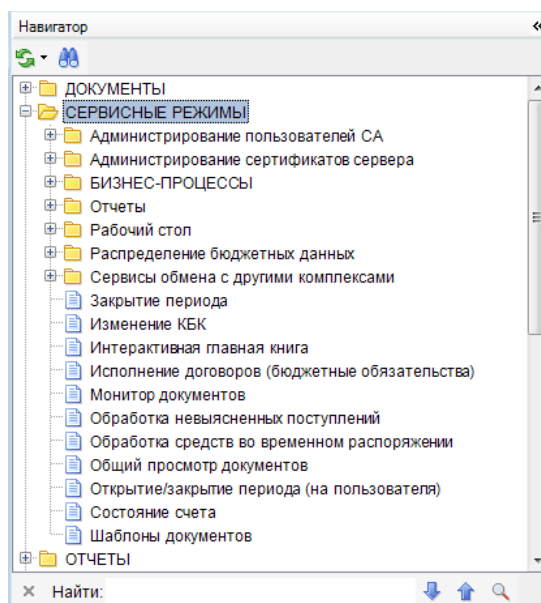 Навигатор
ДОКУМЕНТЫ
СЕРВИСНЫЕ РЕЖИМЫ
Администрирование пользователей СА
Администрирование сертификатов сервера
БИЗНЕС-ПРОЦЕССЫ
Отчеты
Рабочий стол
Распределение бюджетных данных
Сервисы обмена с другими комплексами
Закрытие периода
Изменение КБК
Интерактивная главная книга
Исполнение договоров (бюджетные обязательства)
Монитор документов
Обработка невыясненных поступлений
Обработка средств во временном распоряжении
Общий просмотр документов
Открытие/закрытие периода (на пользователя)
Состояние счета
Шаблоны документов
ОТЧЕТЫ
Найти: